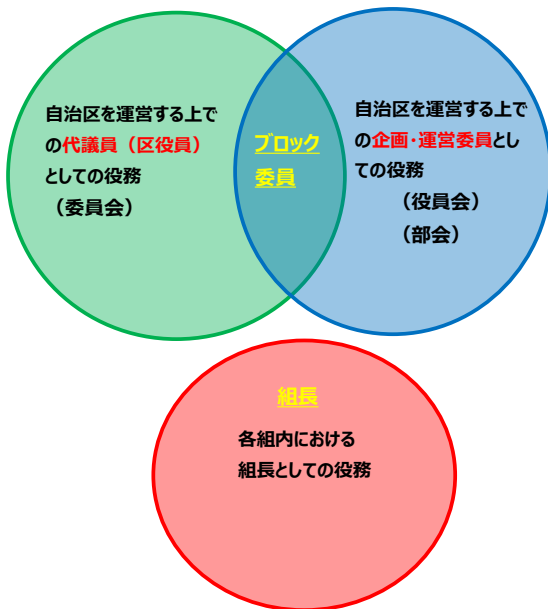 自治区を運営する上で
の代議員（区役員）
としての役務
（委員会）
ブロック
委員
自治区を運営する上で
の企画・運営委員とし
ての役務
（役員会）
（部会）
組長
各組内における
組長としての役務